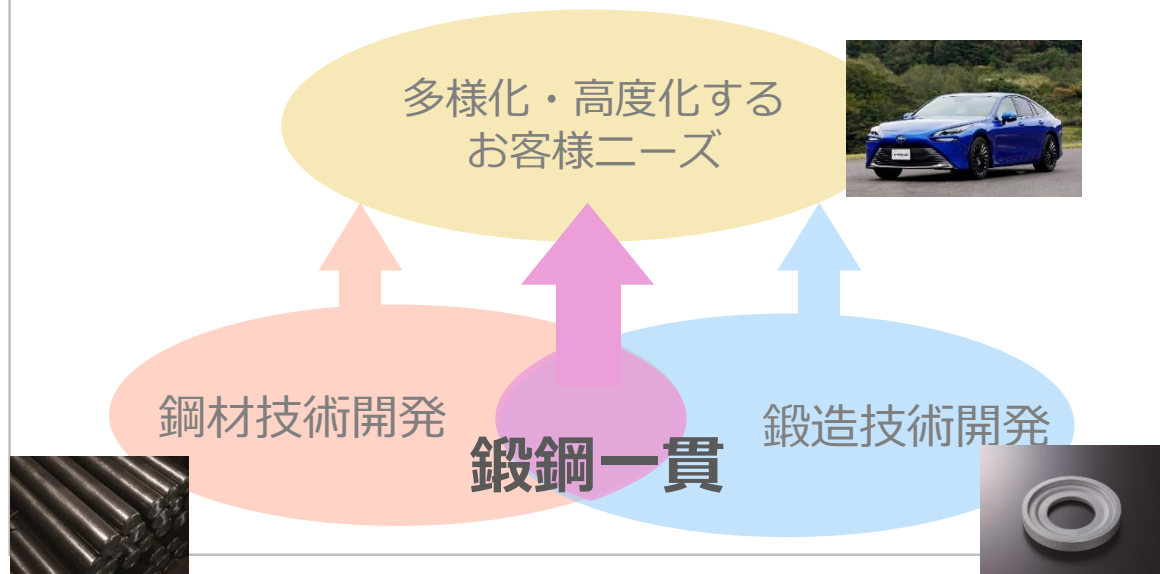 多様化・高度化する
お客様ニーズ
鋼材技術開発
鍛造技術開発
鍛鋼一貫